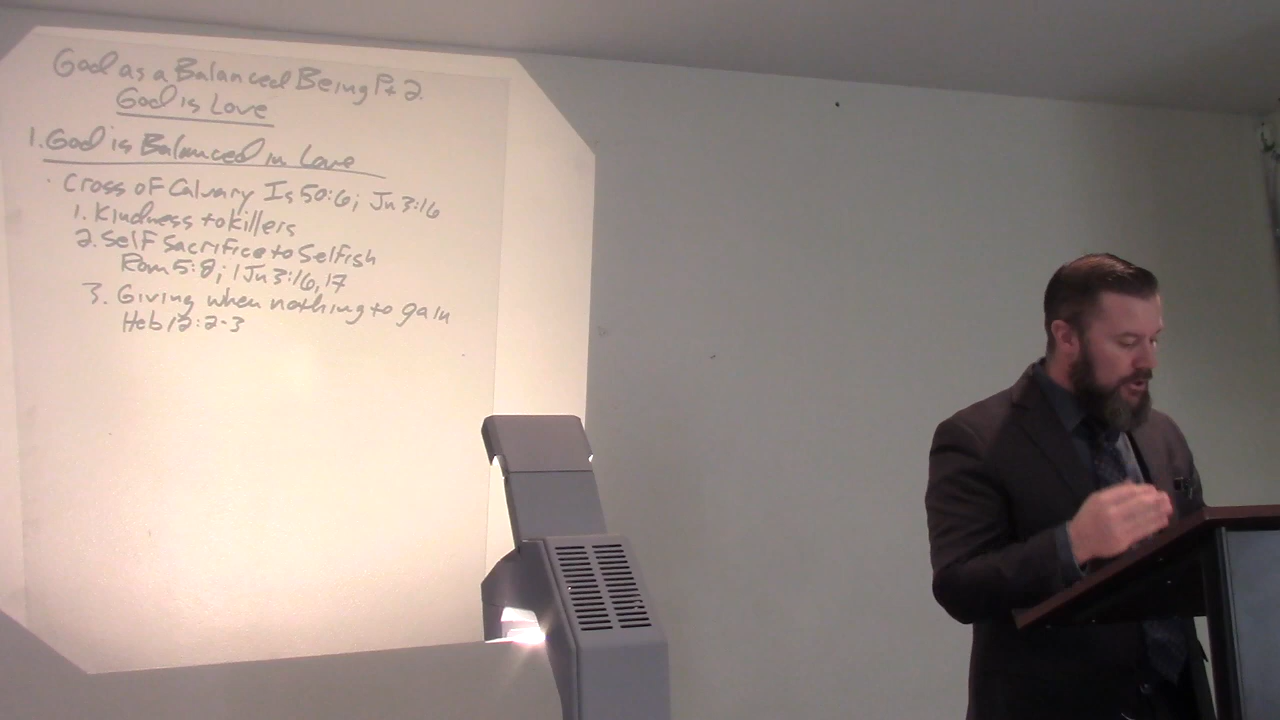 God as a Balanced Being Pt 2.
God is Love
1. God is Balanced in Love
· Cross of Calvary Is 50:6; Jn 3:16
1. Kindness to killers
2. Self Sacrifice to Selfish
Rom 5:8; 1 Jn 3:16,17
3. Giving when nothing to gain
Heb 12:2-3